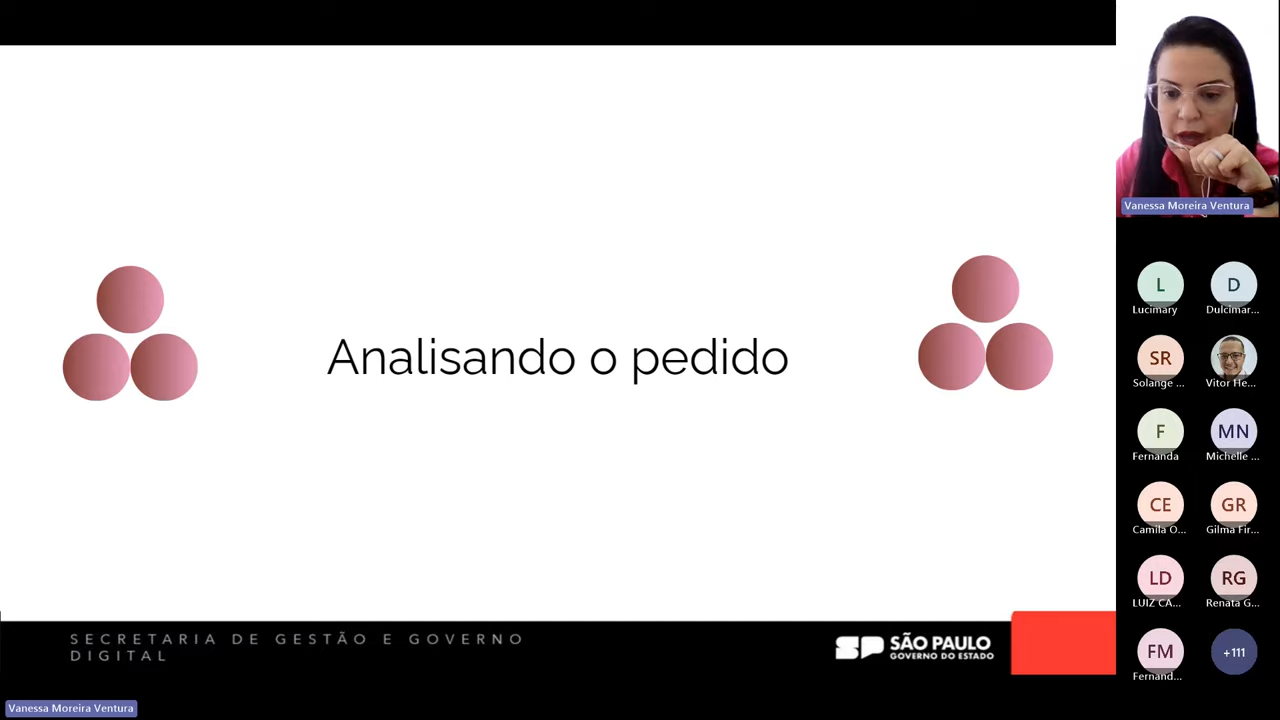 Analisando o pedido
SECRETARIA DE GESTÃO E GOVERNO
DIGITAL
SP SÃO PAULO
GOVERNO DO ESTADO
Vanessa Moreira Ventura
Vanessa Moreira Ventura
L
D
Lucimary
Dulcimar...
SR
Solange ...
Vitor He...
F
MN
Fernanda
Michelle ...
CE
GR
Camila O...
Gilma Fir...
LD
RG
LUIZ CA...
Renata G...
FM
+111
Fernand...